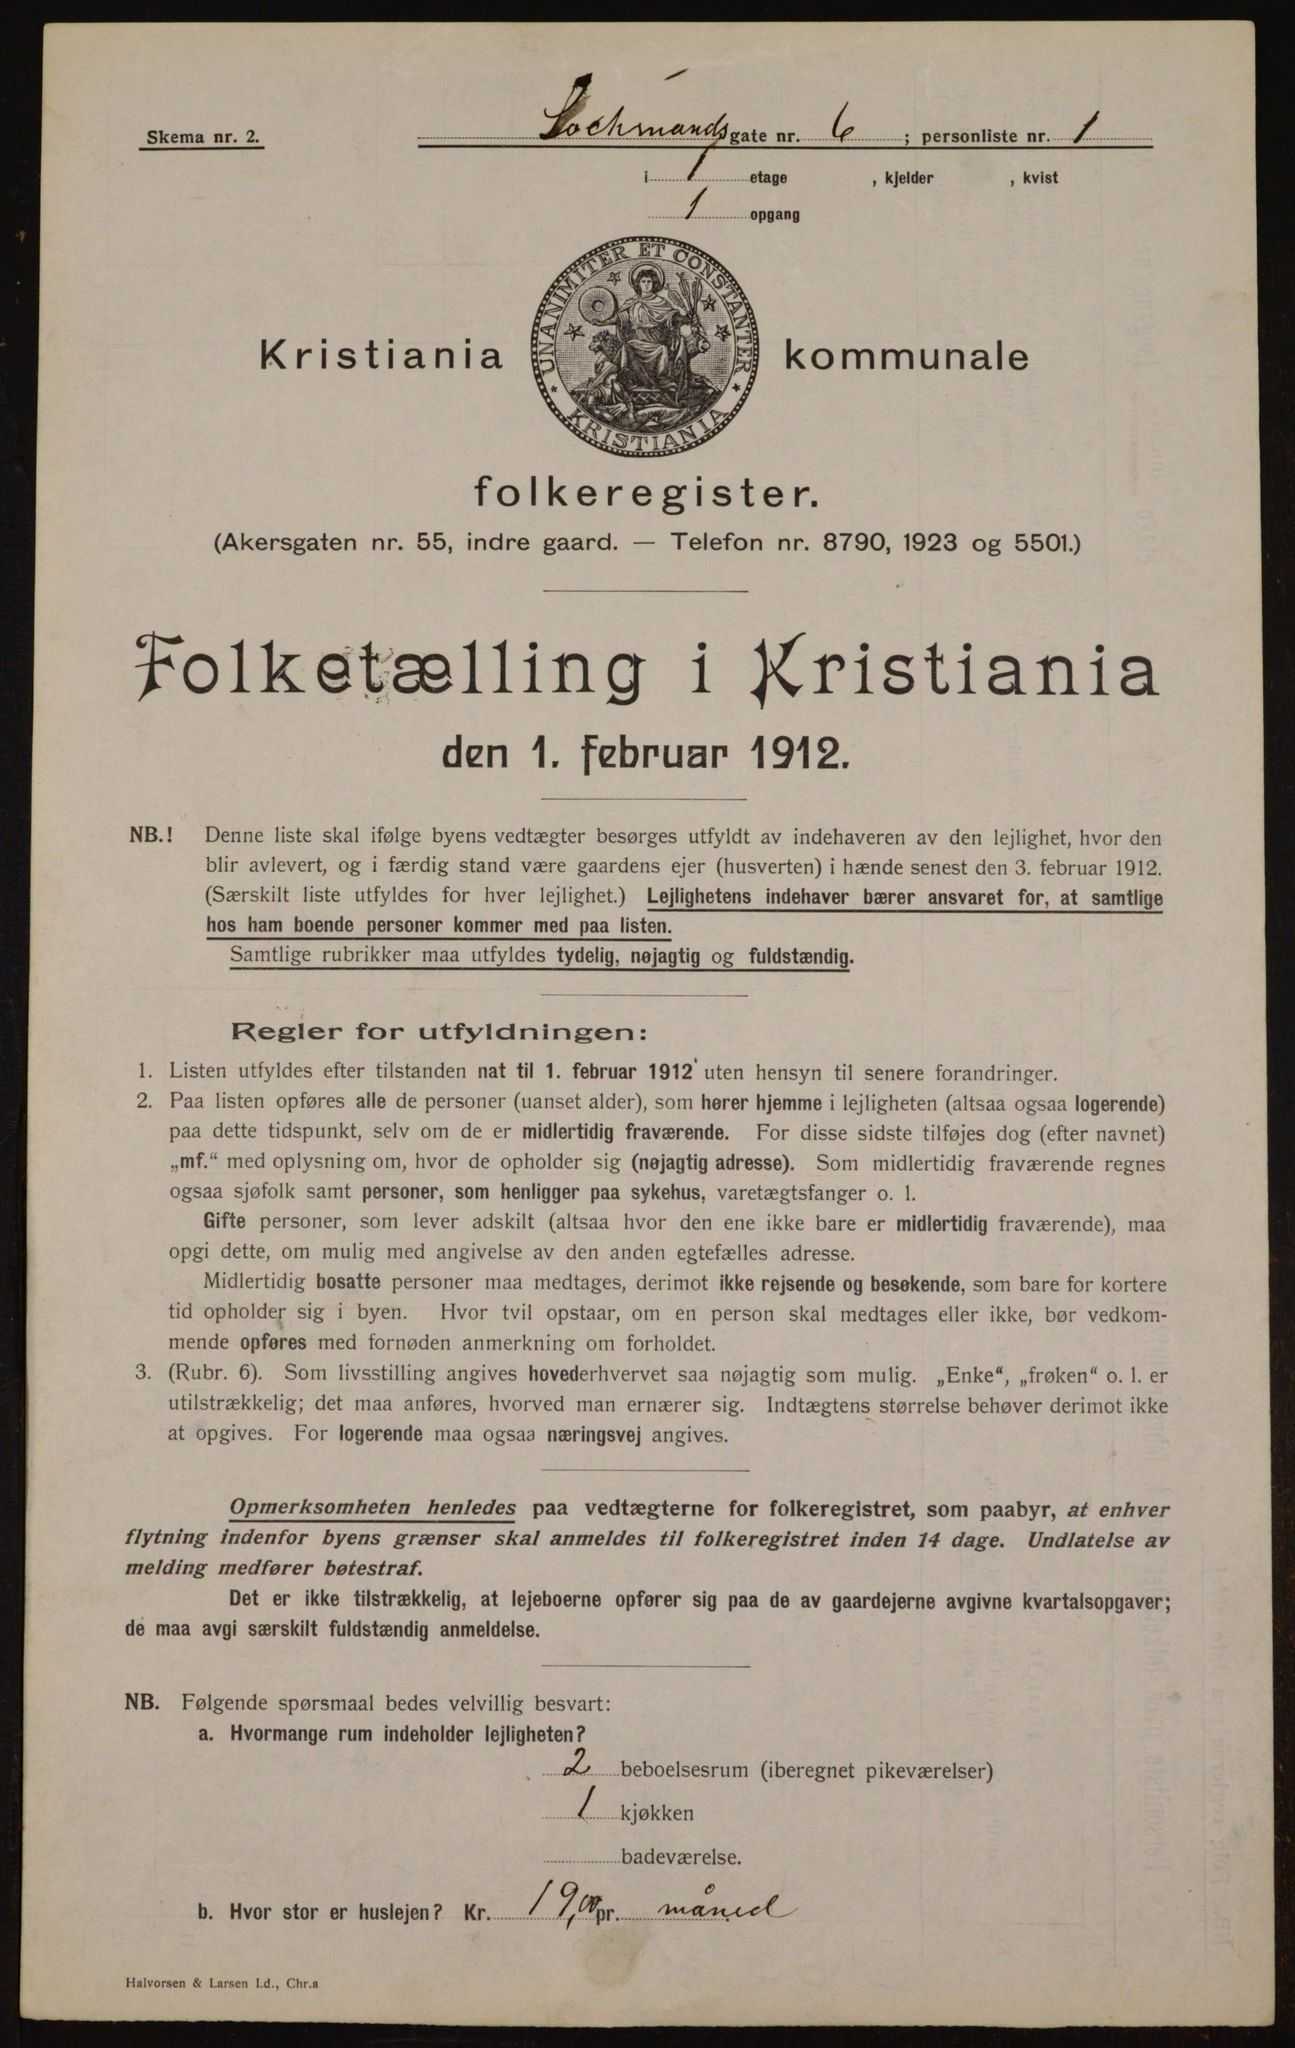 Skema nr. 2.
Lochmands gate nr. 6 ; personliste nr. 1
i 1 etage , kjelder , kvist
1 opgang
UNANIMITER ET CONSTANTER
KRISTIANIA
Kristiania kommunale
folkeregister.
(Akersgaten nr. 55, indre gaard. — Telefon nr. 8790, 1923 og 5501.)
Folketælling i Kristiania
den 1. februar 1912.
NB.! Denne liste skal ifølge byens vedtægter besørges utfyldt av indehaveren av den lejlighet, hvor den
blir avlevert, og i færdig stand være gaardens ejer (husverten) i hænde senest den 3. februar 1912.
(Særskilt liste utfyldes for hver lejlighet.) Lejlighetens indehaver bærer ansvaret for, at samtlige
hos ham boende personer kommer med paa listen.
Samtlige rubrikker maa utfyldes tydelig, nøjagtig og fuldstændig.
Regler for utfyldningen:
1. Listen utfyldes efter tilstanden nat til 1. februar 1912 uten hensyn til senere forandringer.
2. Paa listen opføres alle de personer (uanset alder), som hører hjemme i lejligheten (altsaa ogsaa logerende)
paa dette tidspunkt, selv om de er midlertidig fraværende. For disse sidste tilføjes dog (efter navnet)
„mf.“ med oplysning om, hvor de opholder sig (nøjagtig adresse). Som midlertidig fraværende regnes
ogsaa sjøfolk samt personer, som henligger paa sykehus, varetægtsfanger o. l.
Gifte personer, som lever adskilt (altsaa hvor den ene ikke bare er midlertidig fraværende), maa
opgi dette, om mulig med angivelse av den anden egtefælles adresse.
Midlertidig bosatte personer maa medtages, derimot ikke rejsende og besøkende, som bare for kortere
tid opholder sig i byen. Hvor tvil opstaar, om en person skal medtages eller ikke, bør vedkom-
mende opføres med fornøden anmerkning om forholdet.
3. (Rubr. 6). Som livsstilling angives hovederhvervet saa nøjagtig som mulig. „Enke“, „frøken“ o. l. er
utilstrækkelig; det maa anføres, hvorved man ernærer sig. Indtægtens størrelse behøver derimot ikke
at opgives. For logerende maa ogsaa næringsvej angives.
Opmerksomheten henledes paa vedtægterne for folkeregistret, som paabyr, at enhver
flytning indenfor byens grænser skal anmeldes til folkeregistret inden 14 dage. Undlatelse av
melding medfører bøtestraf.
Det er ikke tilstrækkelig, at lejeboerne opfører sig paa de av gaardejerne avgivne kvartalsopgaver;
de maa avgi særskilt fuldstændig anmeldelse.
NB. Følgende spørsmaal bedes velvillig besvart:
a. Hvormange rum indeholder lejligheten?
2 beboelsesrum (iberegnet pikeværelser)
1 kjøkken
badeværelse.
b. Hvor stor er huslejen? Kr. 19,00 pr. måned
Halvorsen & Larsen Ld., Chr.a